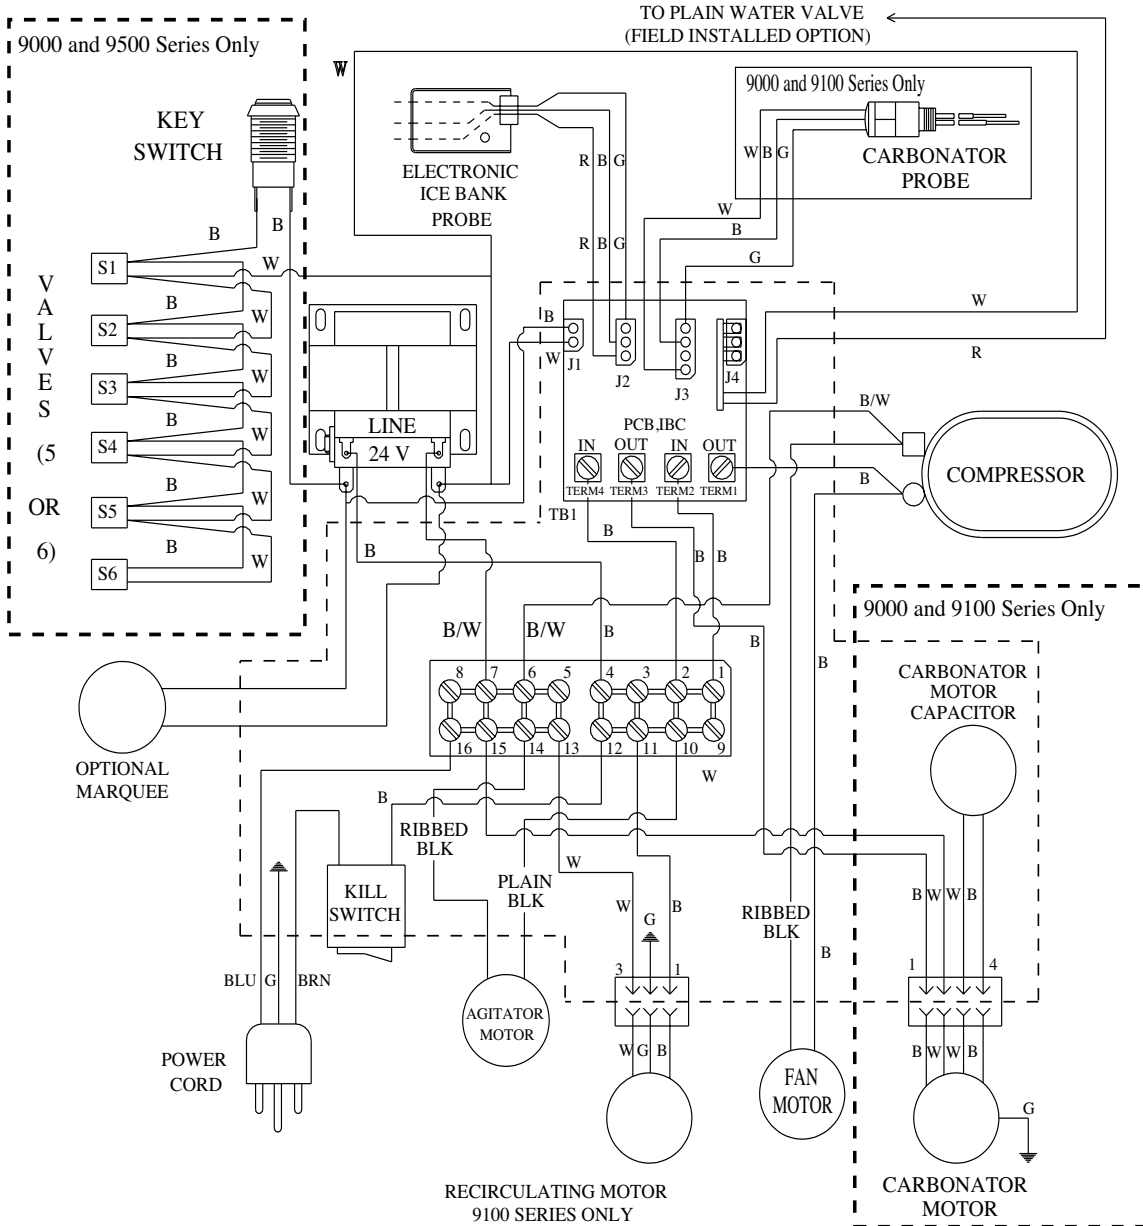 TO PLAIN WATER VALVE
(FIELD INSTALLED OPTION)
9000 and 9500 Series Only
W
9000 and 9100 Series Only
KEY
SWITCH
ELECTRONIC
ICE BANK
PROBE
R B G
W B G
CARBONATOR
PROBE
W
B
G
R B G
B
B
W
V
A
L
V
E
S
(5
OR
6)
S1
B
W
S2
B
W
S3
B
W
S4
B
W
S5
B
W
S6
LINE
24 V
B
W
J1
J2
J3
J4
W
R
PCB,IBC
IN
OUT
IN
OUT
TERM4
TERM3
TERM2
TERM1
TB1
B/W
B
COMPRESSOR
B
B
B
B
B/W
B/W
B
B
B
9000 and 9100 Series Only
CARBONATOR
MOTOR
CAPACITOR
8 7 6 5 4 3 2 1
16 15 14 13 12 11 10 9
W
OPTIONAL
MARQUEE
B
RIBBED
BLK
PLAIN
BLK
W
KILL
SWITCH
W
G
B
RIBBED
BLK
B
B W W B
BLU G BRN
3 1
1 4
AGITATOR
MOTOR
POWER
CORD
W G B
FAN
MOTOR
B W W B
G
RECIRCULATING MOTOR
9100 SERIES ONLY
CARBONATOR
MOTOR